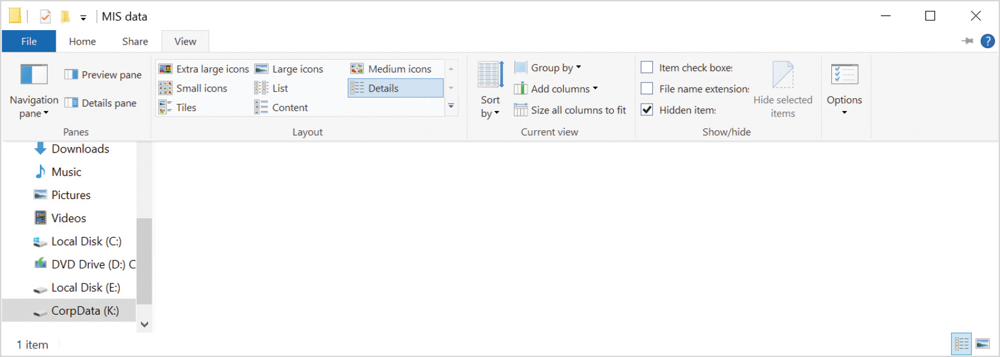 MIS data
File Home Share View
?
Navigation pane
Preview pane
Details pane
Panes
Extra large icons Large icons Medium icons
Small icons List Details
Tiles Content
Layout
Sort by
Group by
Add columns
Size all columns to fit
Current view
Item check boxes
File name extensions
Hidden items
Hide selected items
Show/hide
Options
Downloads
Music
Pictures
Videos
Local Disk (C:)
DVD Drive (D:) C
Local Disk (E:)
CorpData (K:)
1 item